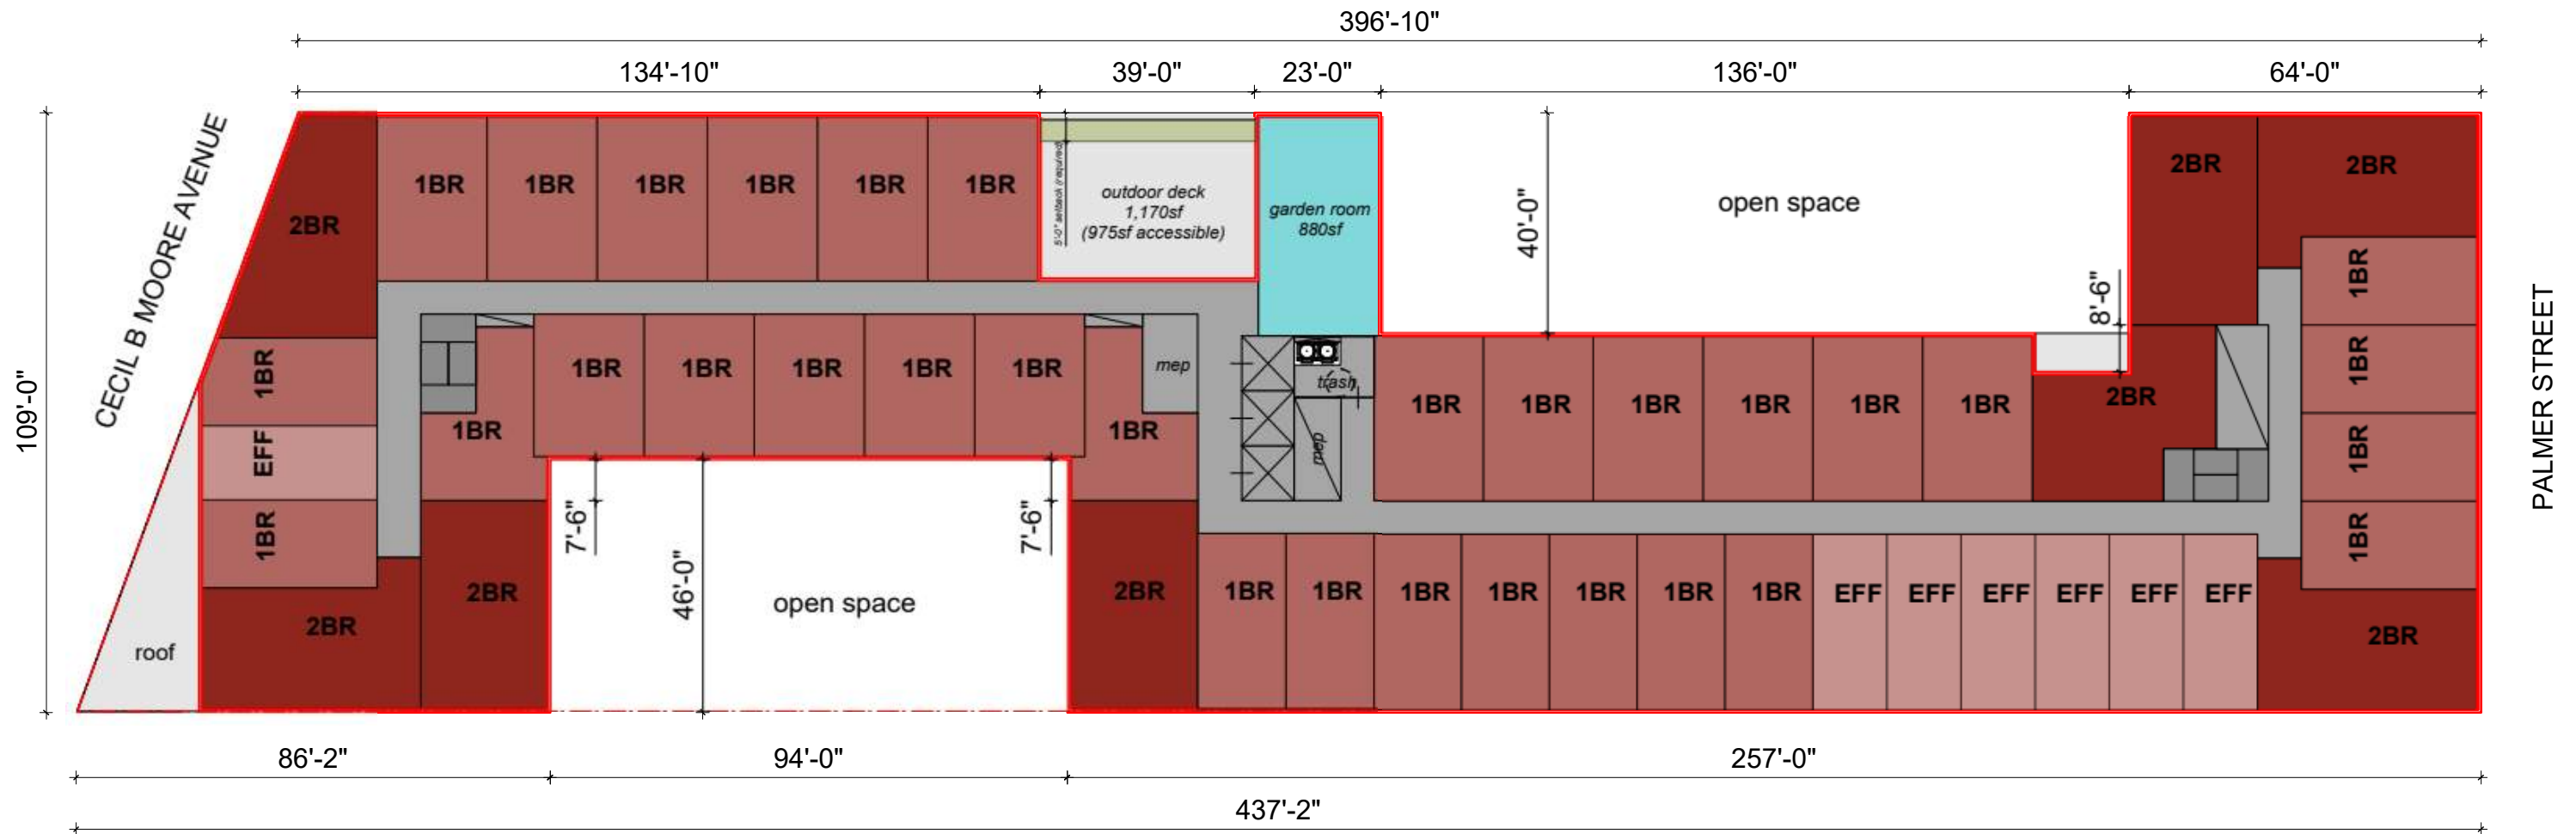 396'-10"
134'-10"
39'-0"
23'-0"
136'-0"
64'-0"
CECIL B MOORE AVENUE
109'-0"
2BR
1BR
1BR
1BR
1BR
1BR
1BR
5'-0" setback (required)
outdoor deck
1,170sf
(975sf accessible)
garden room
880sf
40'-0"
open space
8'-6"
2BR
2BR
1BR
1BR
1BR
1BR
PALMER STREET
1BR
EFF
1BR
1BR
1BR
1BR
1BR
1BR
1BR
1BR
mep
trash
mep
1BR
1BR
1BR
1BR
1BR
1BR
2BR
7'-6"
7'-6"
46'-0"
open space
roof
2BR
2BR
2BR
1BR
1BR
1BR
1BR
1BR
1BR
1BR
EFF
EFF
EFF
EFF
EFF
EFF
2BR
86'-2"
94'-0"
257'-0"
437'-2"